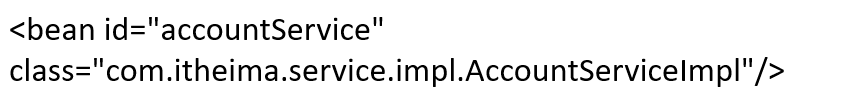 <bean id="accountService"
class="com.itheima.service.impl.AccountServiceImpl"/>